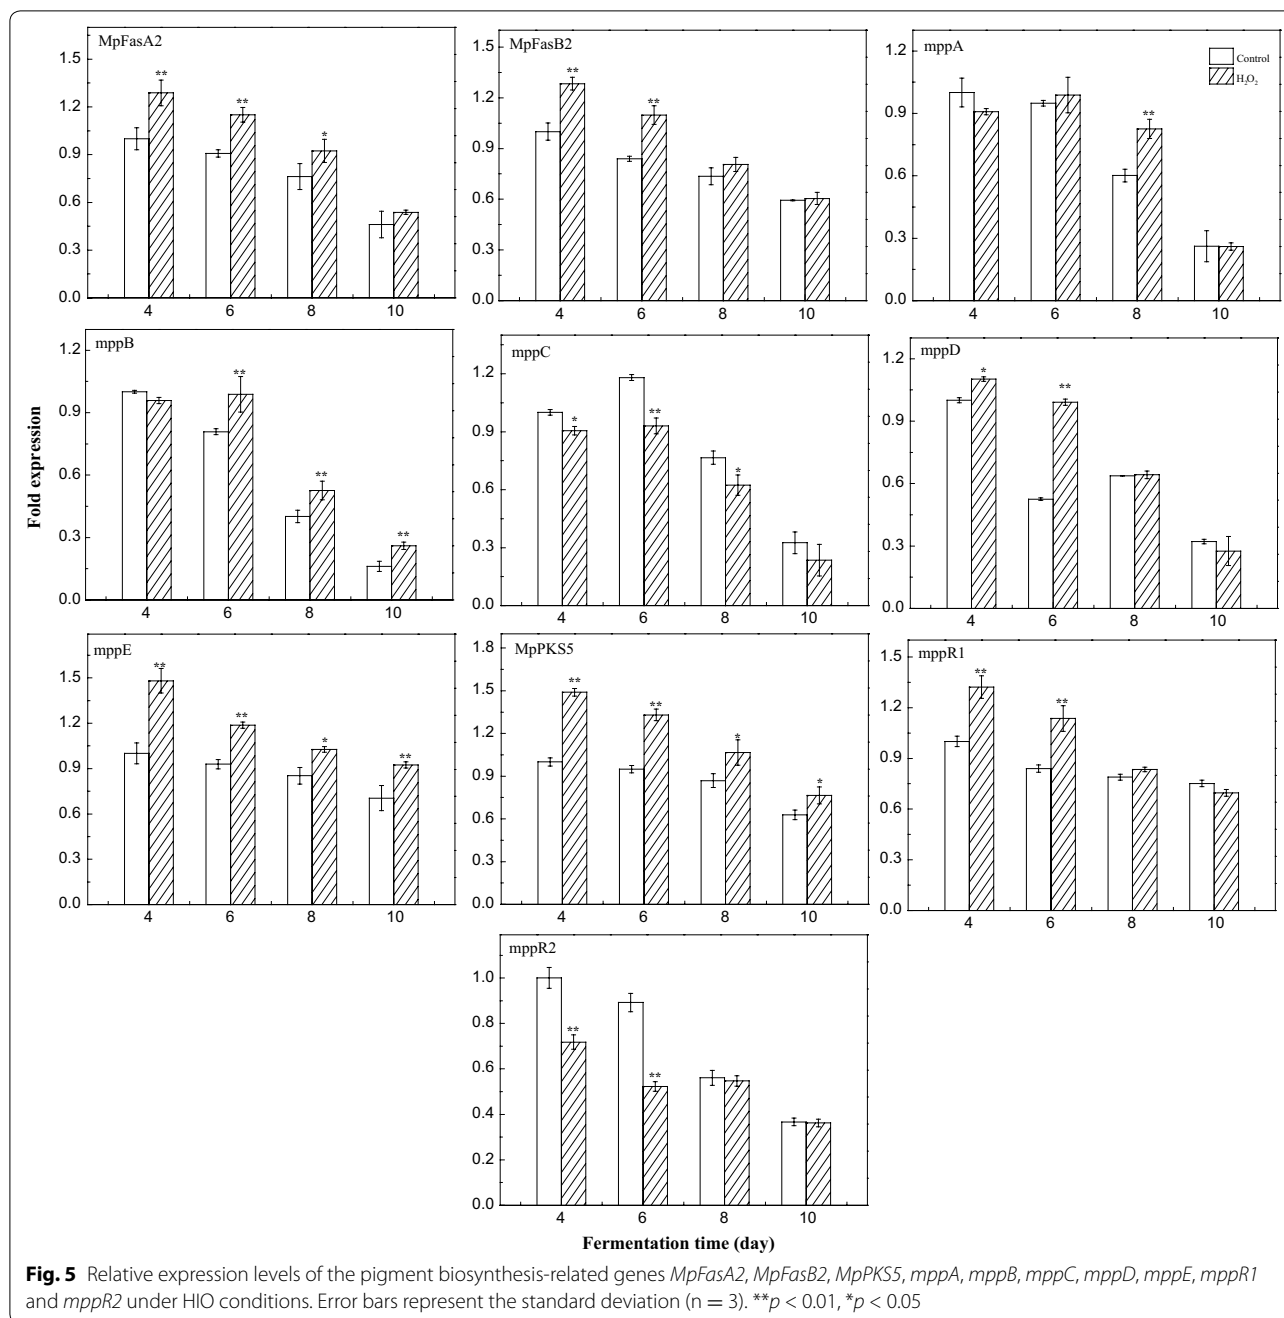 MpFasA2
1.5
1.2
0.9
0.6
0.3
0.0
** ** *
4 6 8 10
MpFasB2
1.5
1.2
0.9
0.6
0.3
0.0
** **
4 6 8 10
mppA
1.2
0.9
0.6
0.3
0.0
**
Control
H₂O₂
4 6 8 10
Fold expression
mppB
1.2
0.9
0.6
0.3
0.0
** ** **
4 6 8 10
mppC
1.2
0.9
0.6
0.3
0.0
* ** *
4 6 8 10
mppD
1.2
0.9
0.6
0.3
0.0
* **
4 6 8 10
mppE
1.5
1.2
0.9
0.6
0.3
0.0
** ** * **
4 6 8 10
MpPKS5
1.8
1.5
1.2
0.9
0.6
0.3
0.0
** ** * *
4 6 8 10
mppR1
1.5
1.2
0.9
0.6
0.3
0.0
** **
4 6 8 10
mppR2
1.0
0.8
0.6
0.4
0.2
0.0
** **
4 6 8 10
Fermentation time (day)
Fig. 5 Relative expression levels of the pigment biosynthesis-related genes MpFasA2, MpFasB2, MpPKS5, mppA, mppB, mppC, mppD, mppE, mppR1
and mppR2 under HIO conditions. Error bars represent the standard deviation (n = 3). **p < 0.01, *p < 0.05